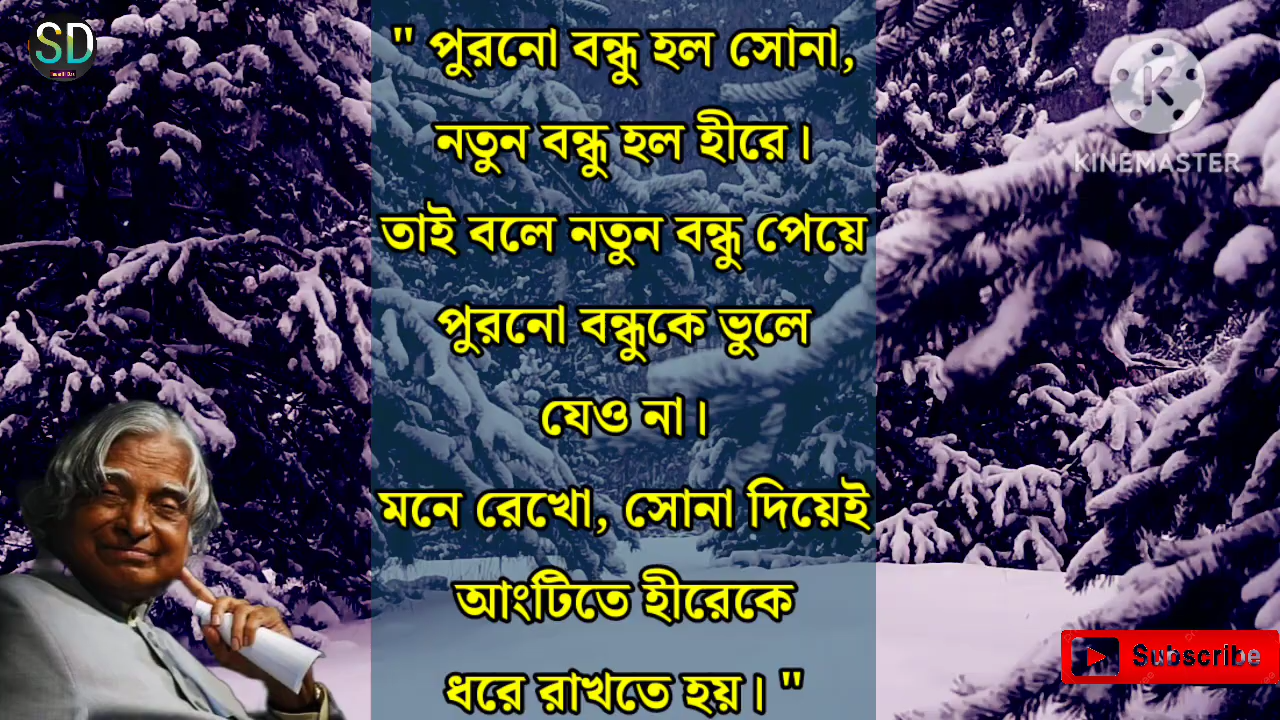 SD
" পুরনো বন্ধু হল সোনা,
নতুন বন্ধু হল হীরে।
তাই বলে নতুন বন্ধু পেয়ে
পুরনো বন্ধুকে ভুলে
যেও না।
মনে রেখো, সোনা দিয়েই
আংটিতে হীরেকে
ধরে রাখতে হয়। "
K
KINEMASTER
Subscribe